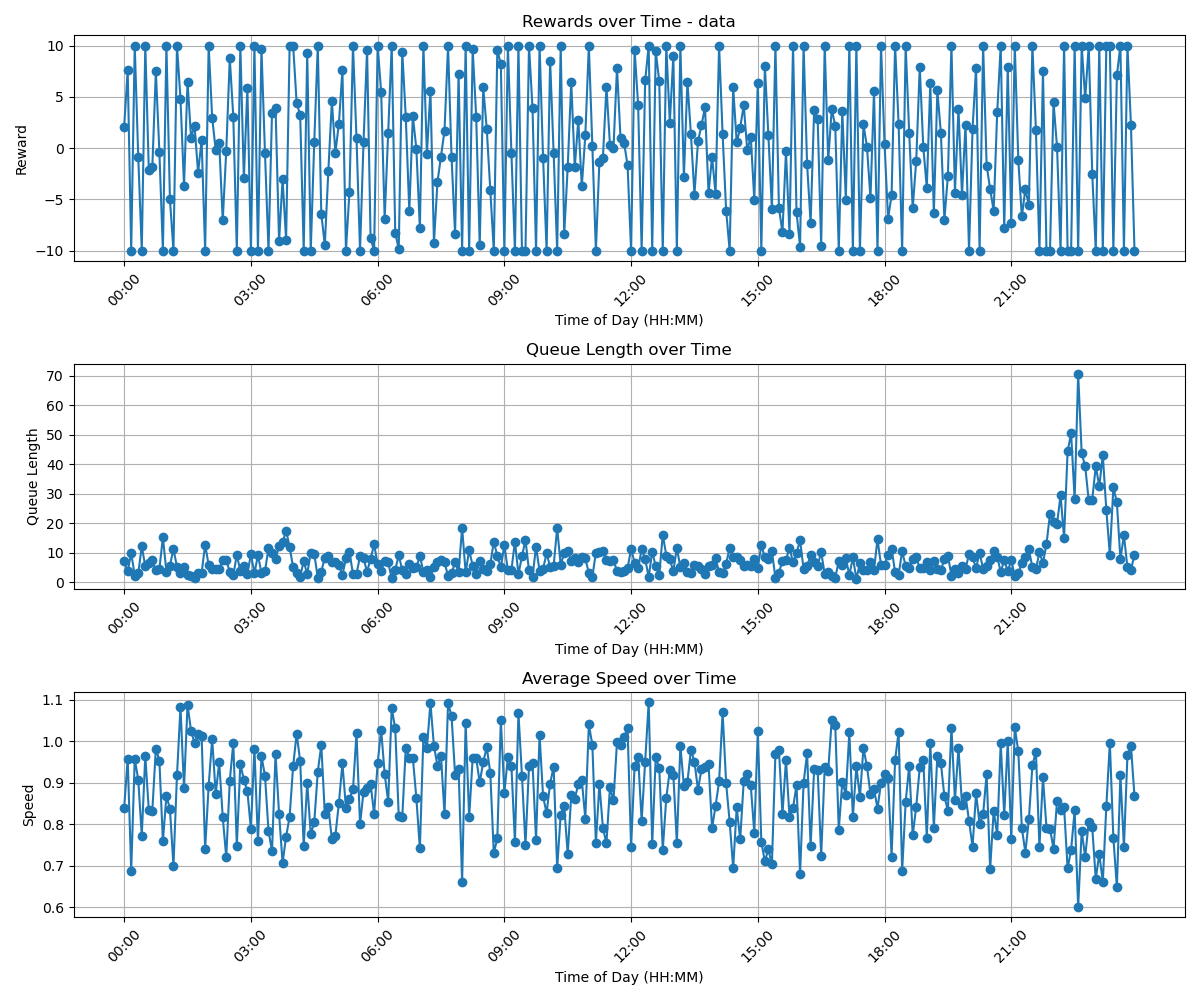 Rewards over Time - data
10
5
0
−5
−10
Reward
00:00 03:00 06:00 09:00 12:00 15:00 18:00 21:00
Time of Day (HH:MM)
Queue Length over Time
70
60
50
40
30
20
10
0
Queue Length
00:00 03:00 06:00 09:00 12:00 15:00 18:00 21:00
Time of Day (HH:MM)
Average Speed over Time
1.1
1.0
0.9
0.8
0.7
0.6
Speed
00:00 03:00 06:00 09:00 12:00 15:00 18:00 21:00
Time of Day (HH:MM)